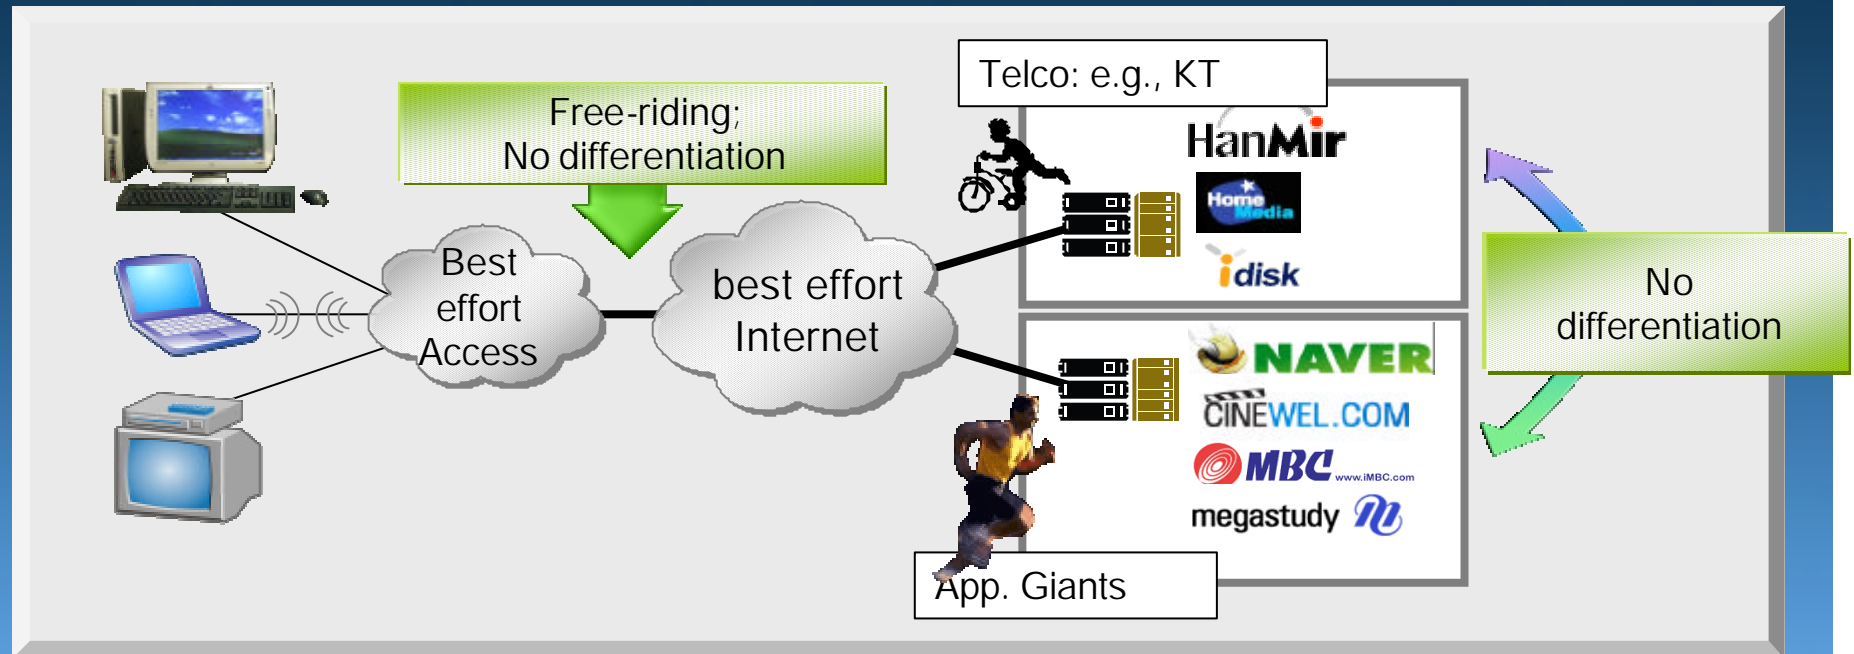 Telco: e.g., KT
Free-riding;
No differentiation
HanMir
Home
Media
idisk
Best
effort
Access
best effort
Internet
No
differentiation
NAVER
CINEWEL.COM
MBC www.iMBC.com
megastudy
App. Giants